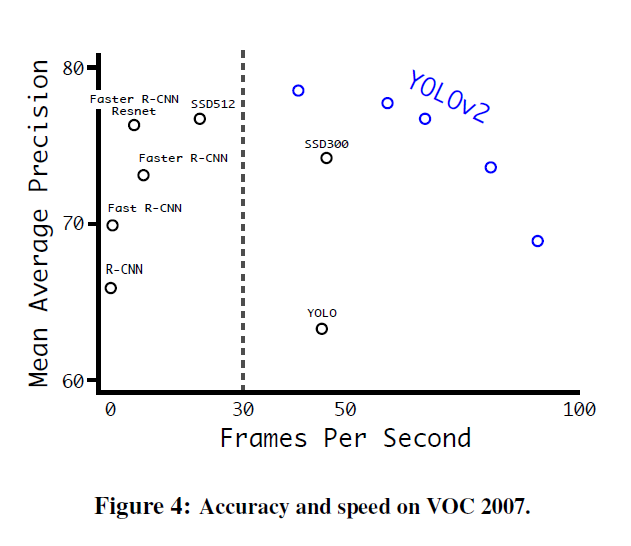 80
Faster R-CNN
Resnet
SSD512
YOLOv2
SSD300
Faster R-CNN
Fast R-CNN
70
R-CNN
YOLO
60
Mean Average Precision
0 30 50 100
Frames Per Second
Figure 4: Accuracy and speed on VOC 2007.